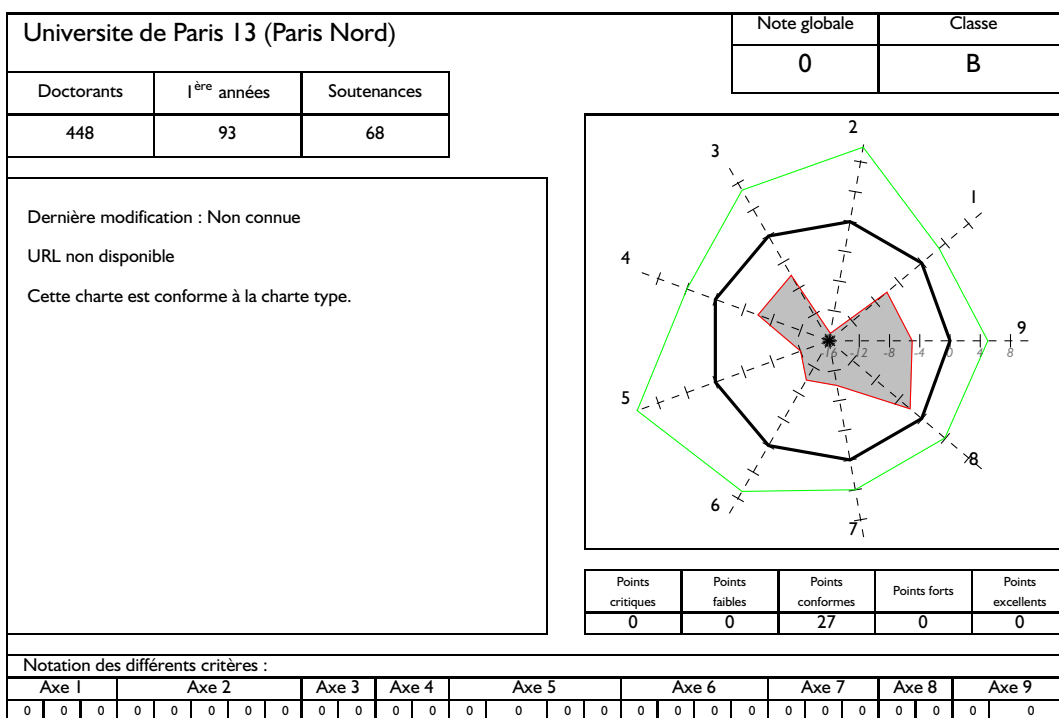 Universite de Paris 13 (Paris Nord)
Note globale Classe
0 B
Doctorants 1ère années Soutenances
448 93 68
Dernière modification : Non connue
URL non disponible
Cette charte est conforme à la charte type.
2
3
1
4
9
-16 -12 -8 -4 0 4 8
5
8
6
7
Points critiques Points faibles Points conformes Points forts Points excellents
0 0 27 0 0
Notation des différents critères :
Axe 1 Axe 2 Axe 3 Axe 4 Axe 5 Axe 6 Axe 7 Axe 8 Axe 9
0 0 0 0 0 0 0 0 0 0 0 0 0 0 0 0 0 0 0 0 0 0 0 0 0 0 0